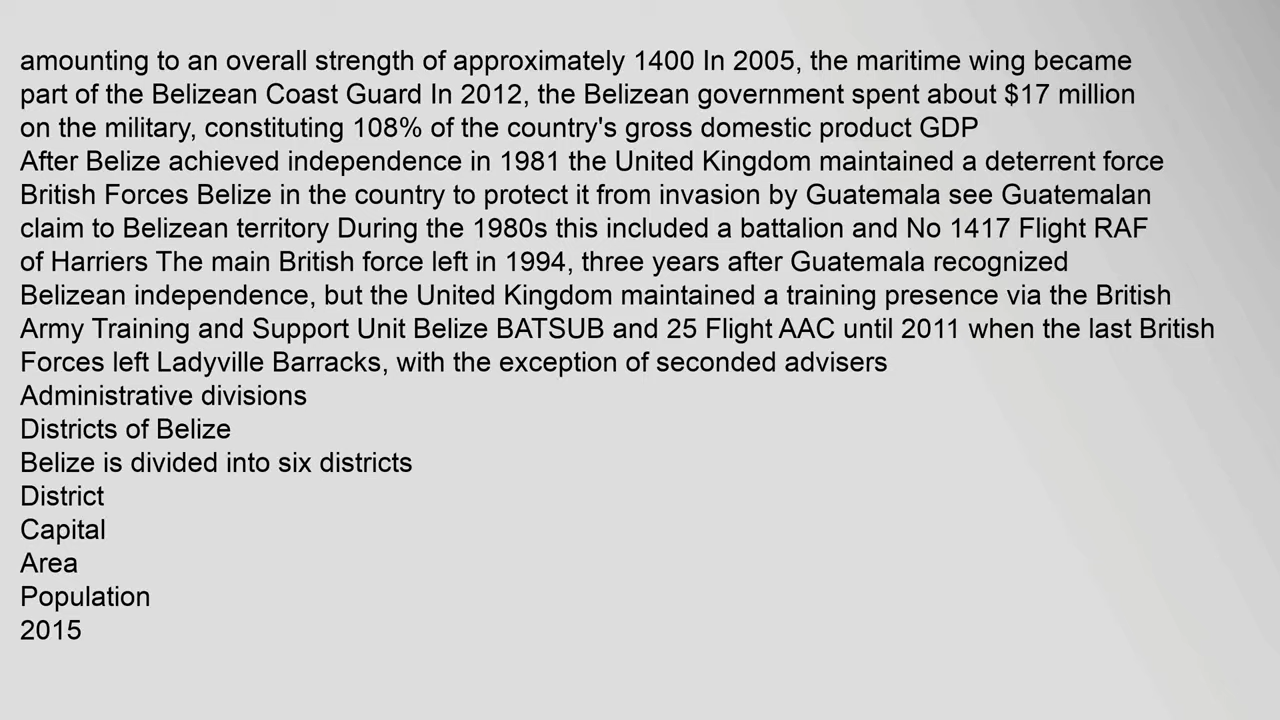 amounting to an overall strength of approximately 1400 In 2005, the maritime wing became
part of the Belizean Coast Guard In 2012, the Belizean government spent about $17 million
on the military, constituting 108% of the country's gross domestic product GDP
After Belize achieved independence in 1981 the United Kingdom maintained a deterrent force
British Forces Belize in the country to protect it from invasion by Guatemala see Guatemalan
claim to Belizean territory During the 1980s this included a battalion and No 1417 Flight RAF
of Harriers The main British force left in 1994, three years after Guatemala recognized
Belizean independence, but the United Kingdom maintained a training presence via the British
Army Training and Support Unit Belize BATSUB and 25 Flight AAC until 2011 when the last British
Forces left Ladyville Barracks, with the exception of seconded advisers
Administrative divisions
Districts of Belize
Belize is divided into six districts
District
Capital
Area
Population
2015